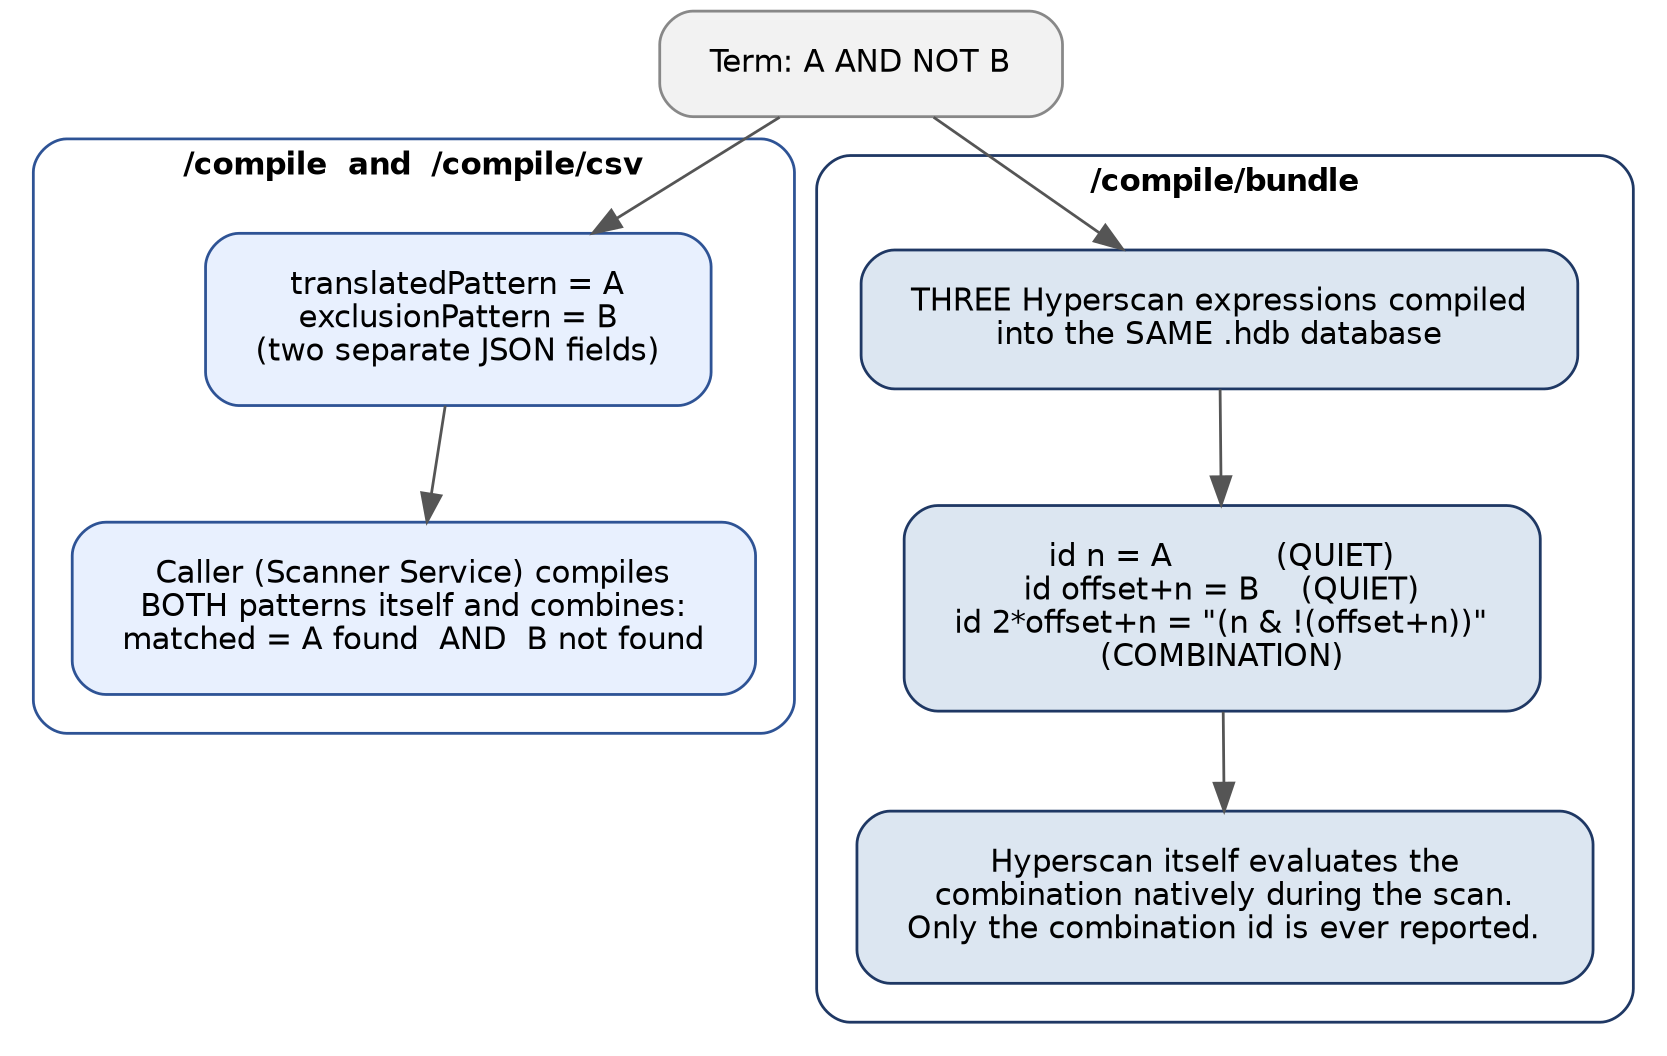 Term: A AND NOT B
/compile and /compile/csv
translatedPattern = A
exclusionPattern = B
(two separate JSON fields)
Caller (Scanner Service) compiles
BOTH patterns itself and combines:
matched = A found AND B not found
/compile/bundle
THREE Hyperscan expressions compiled
into the SAME .hdb database
id n = A (QUIET)
id offset+n = B (QUIET)
id 2*offset+n = "(n & !(offset+n))"
(COMBINATION)
Hyperscan itself evaluates the
combination natively during the scan.
Only the combination id is ever reported.